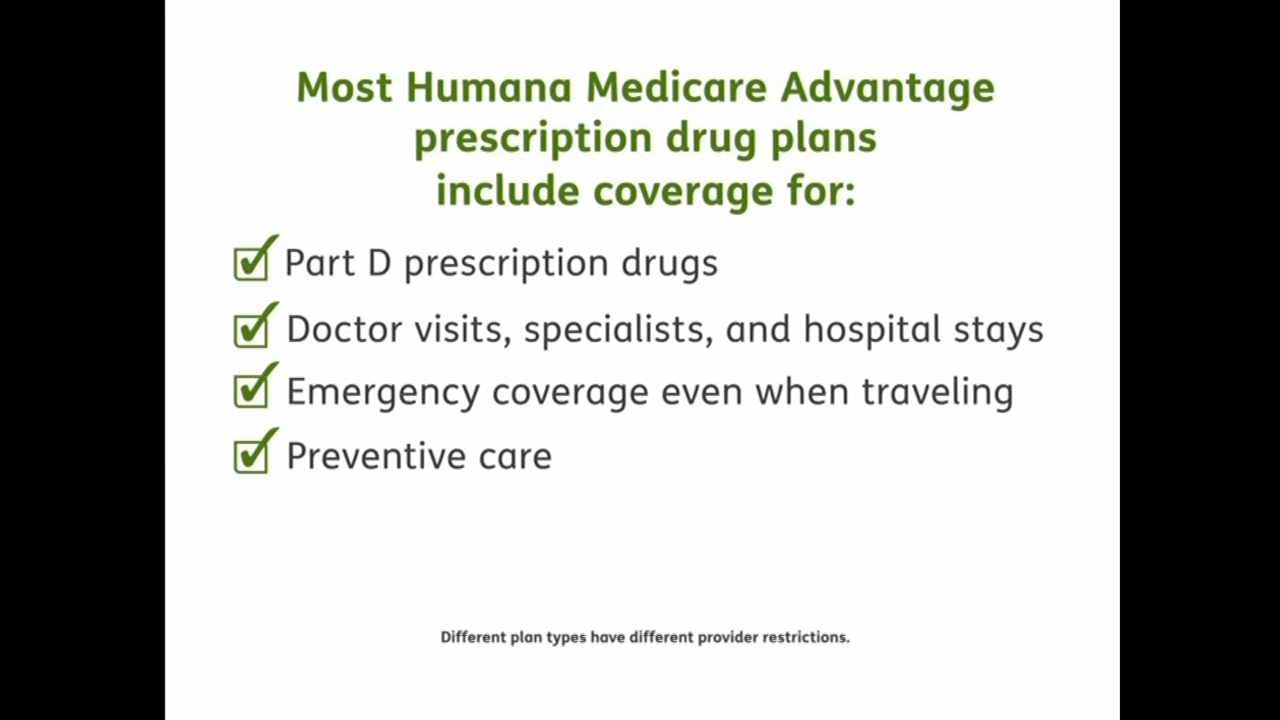 Most Humana Medicare Advantage
prescription drug plans
include coverage for:
Part D prescription drugs
Doctor visits, specialists, and hospital stays
Emergency coverage even when traveling
Preventive care
Different plan types have different provider restrictions.